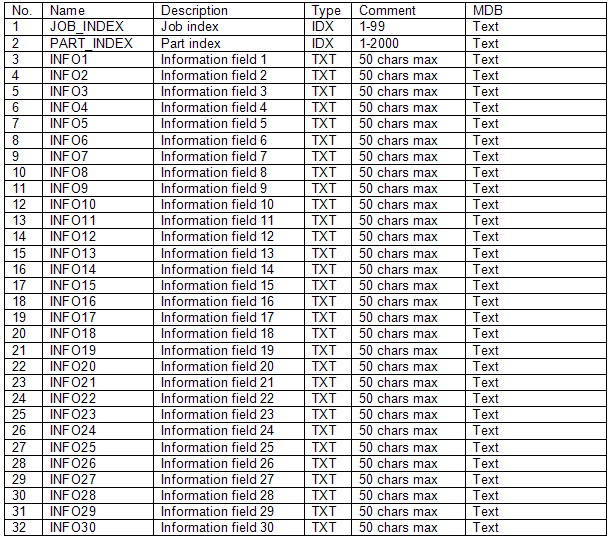 No. Name Description Type Comment MDB
1 JOB_INDEX Job index IDX 1-99 Text
2 PART_INDEX Part index IDX 1-2000 Text
3 INFO1 Information field 1 TXT 50 chars max Text
4 INFO2 Information field 2 TXT 50 chars max Text
5 INFO3 Information field 3 TXT 50 chars max Text
6 INFO4 Information field 4 TXT 50 chars max Text
7 INFO5 Information field 5 TXT 50 chars max Text
8 INFO6 Information field 6 TXT 50 chars max Text
9 INFO7 Information field 7 TXT 50 chars max Text
10 INFO8 Information field 8 TXT 50 chars max Text
11 INFO9 Information field 9 TXT 50 chars max Text
12 INFO10 Information field 10 TXT 50 chars max Text
13 INFO11 Information field 11 TXT 50 chars max Text
14 INFO12 Information field 12 TXT 50 chars max Text
15 INFO13 Information field 13 TXT 50 chars max Text
16 INFO14 Information field 14 TXT 50 chars max Text
17 INFO15 Information field 15 TXT 50 chars max Text
18 INFO16 Information field 16 TXT 50 chars max Text
19 INFO17 Information field 17 TXT 50 chars max Text
20 INFO18 Information field 18 TXT 50 chars max Text
21 INFO19 Information field 19 TXT 50 chars max Text
22 INFO20 Information field 20 TXT 50 chars max Text
23 INFO21 Information field 21 TXT 50 chars max Text
24 INFO22 Information field 22 TXT 50 chars max Text
25 INFO23 Information field 23 TXT 50 chars max Text
26 INFO24 Information field 24 TXT 50 chars max Text
27 INFO25 Information field 25 TXT 50 chars max Text
28 INFO26 Information field 26 TXT 50 chars max Text
29 INFO27 Information field 27 TXT 50 chars max Text
30 INFO28 Information field 28 TXT 50 chars max Text
31 INFO29 Information field 29 TXT 50 chars max Text
32 INFO30 Information field 30 TXT 50 chars max Text